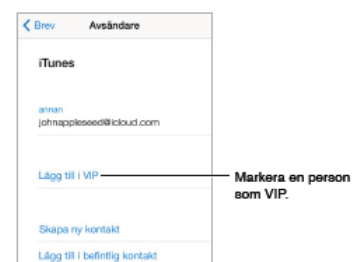 Brev Avsändare
iTunes
annan
johnappleseed@icloud.com
Lägg till i VIP
Markera en person
som VIP.
Skapa ny kontakt
Lägg till i befintlig kontakt